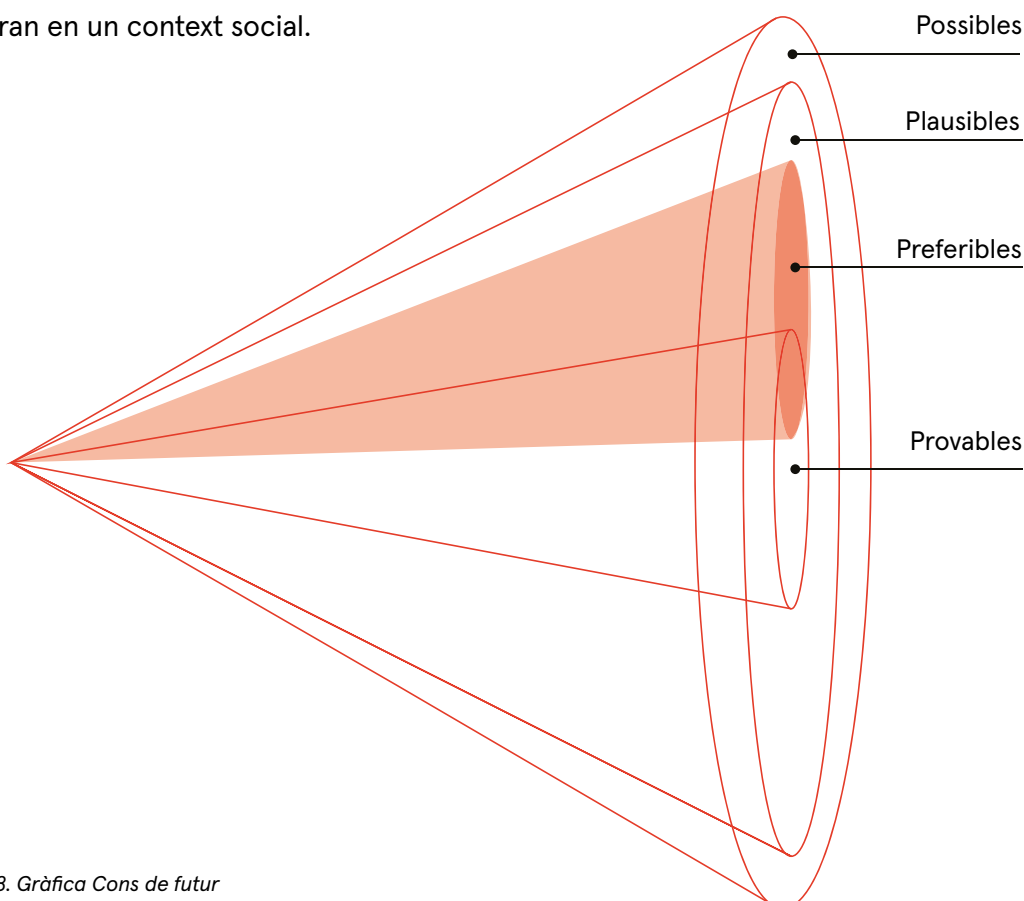 ran en un context social.
Possibles
Plausibles
Preferibles
Provables
3. Gràfica Cons de futur